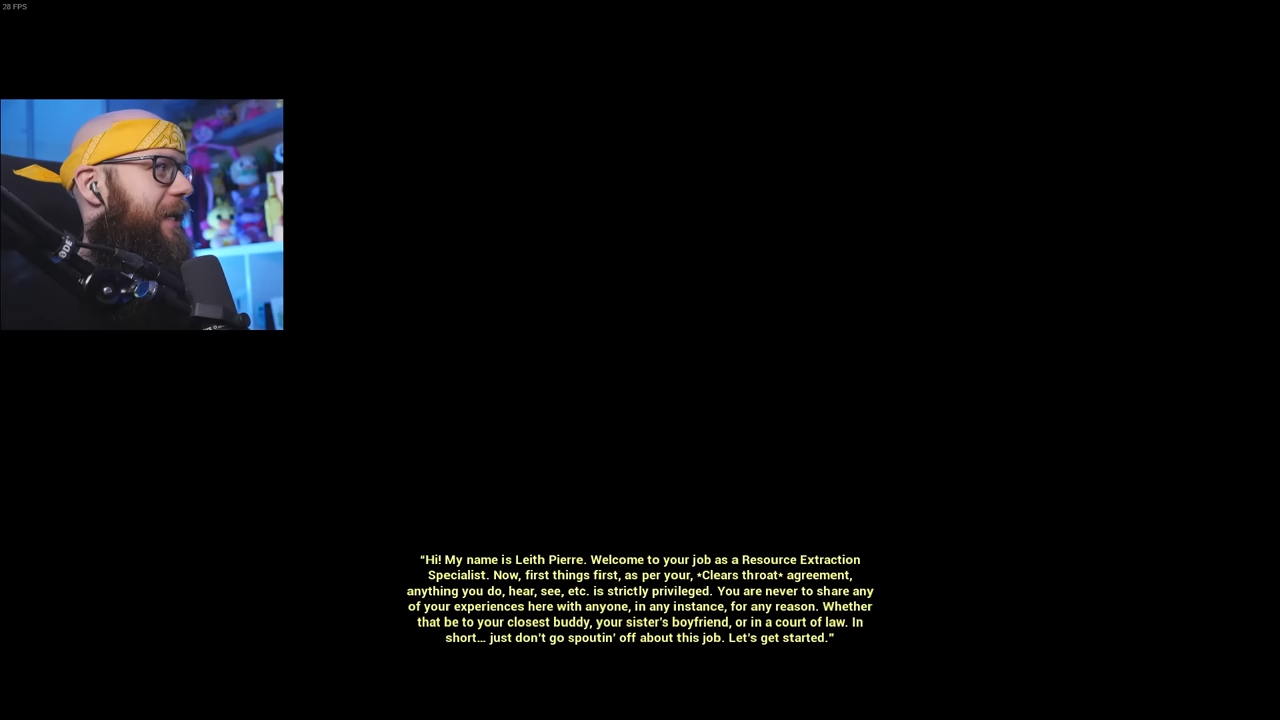 28 FPS
"Hi! My name is Leith Pierre. Welcome to your job as a Resource Extraction
Specialist. Now, first things first, as per your, *Clears throat* agreement,
anything you do, hear, see, etc. is strictly privileged. You are never to share any
of your experiences here with anyone, in any instance, for any reason. Whether
that be to your closest buddy, your sister's boyfriend, or in a court of law. In
short... just don't go spoutin' off about this job. Let's get started."